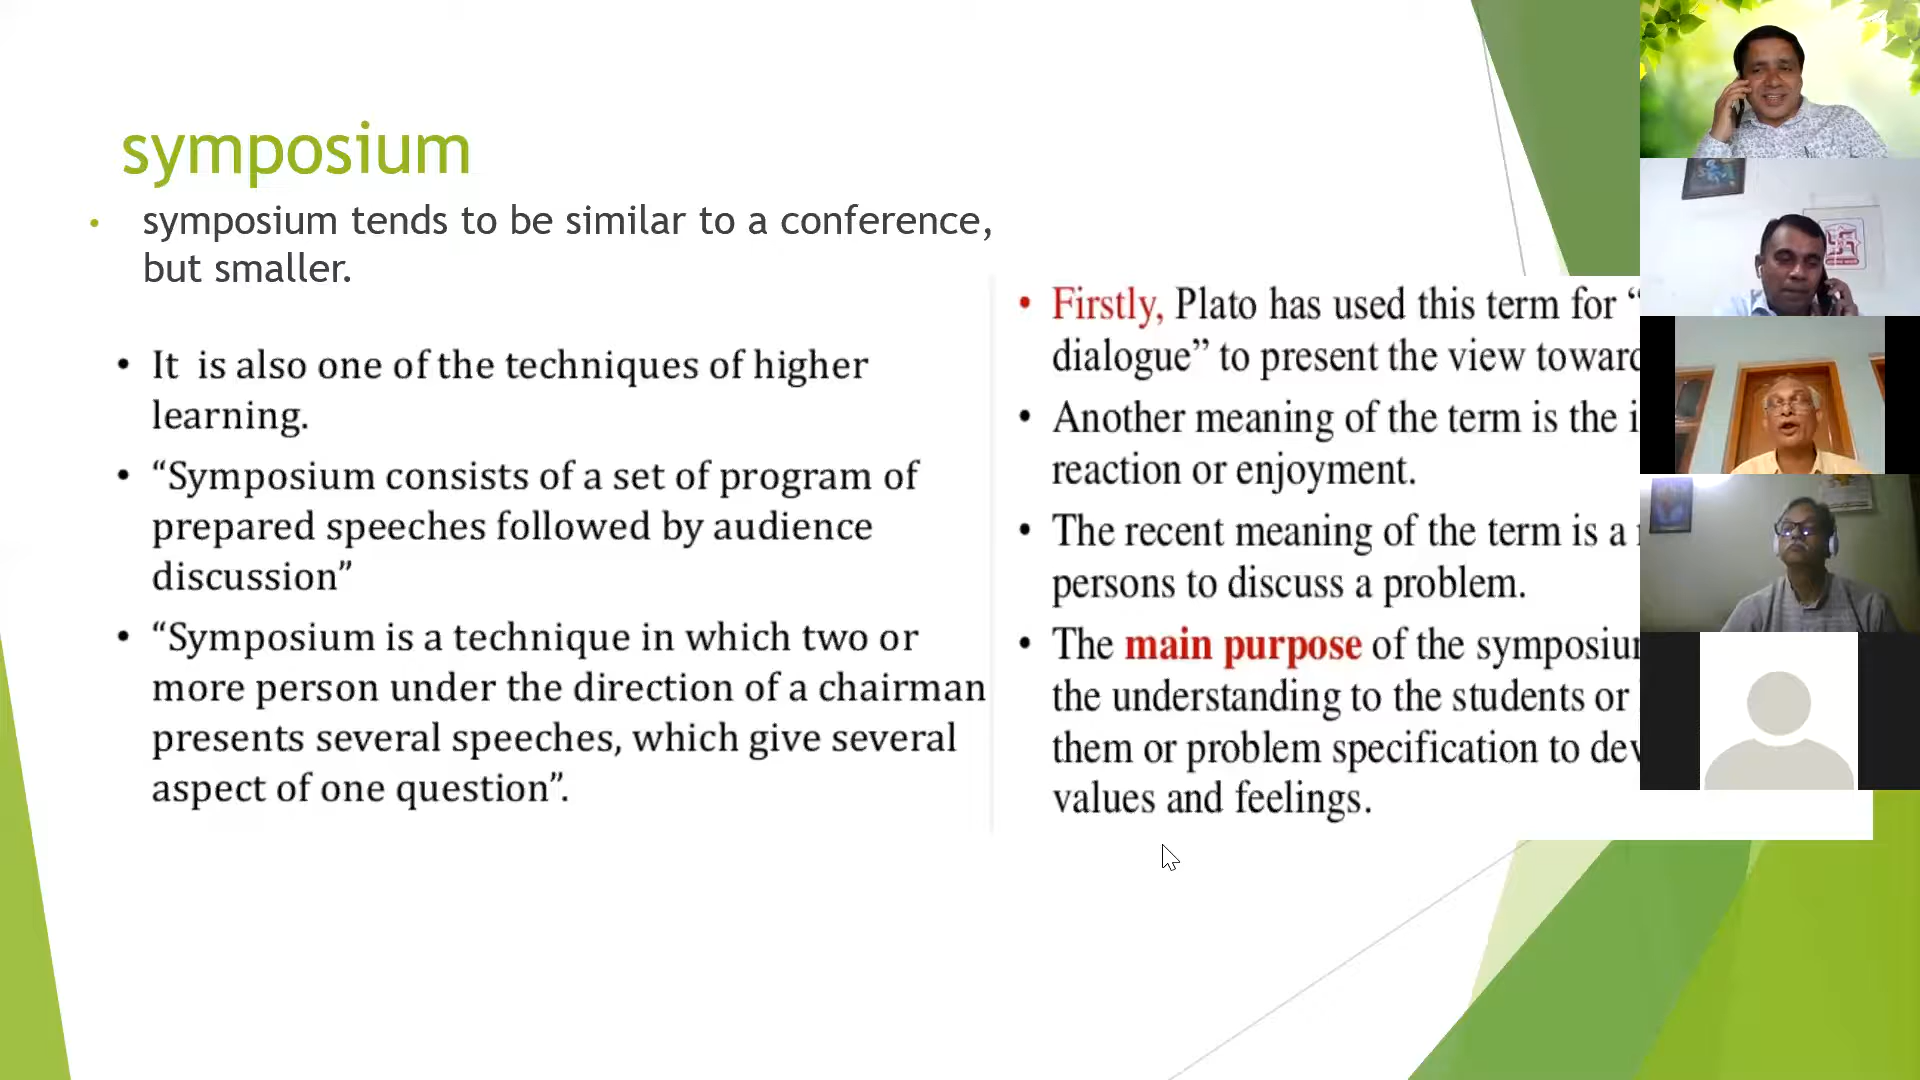 symposium
• symposium tends to be similar to a conference,
but smaller.
• It is also one of the techniques of higher
learning.
• “Symposium consists of a set of program of
prepared speeches followed by audience
discussion”
• “Symposium is a technique in which two or
more person under the direction of a chairman
presents several speeches, which give several
aspect of one question”.
• Firstly, Plato has used this term for “
dialogue” to present the view
• Another meaning of the term is the
reaction or enjoyment.
• The recent meaning of the term is a
persons to discuss a problem.
• The main purpose of the
the understanding to the students or
them or problem specification to
values and feelings.